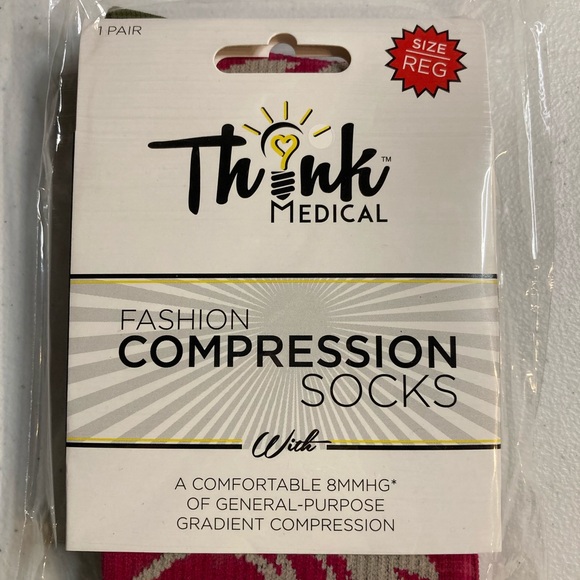 1 PAIR
SIZE
REG
Think™
MEDICAL
FASHION
COMPRESSION
SOCKS
With
A COMFORTABLE 8MMHG*
OF GENERAL-PURPOSE
GRADIENT COMPRESSION